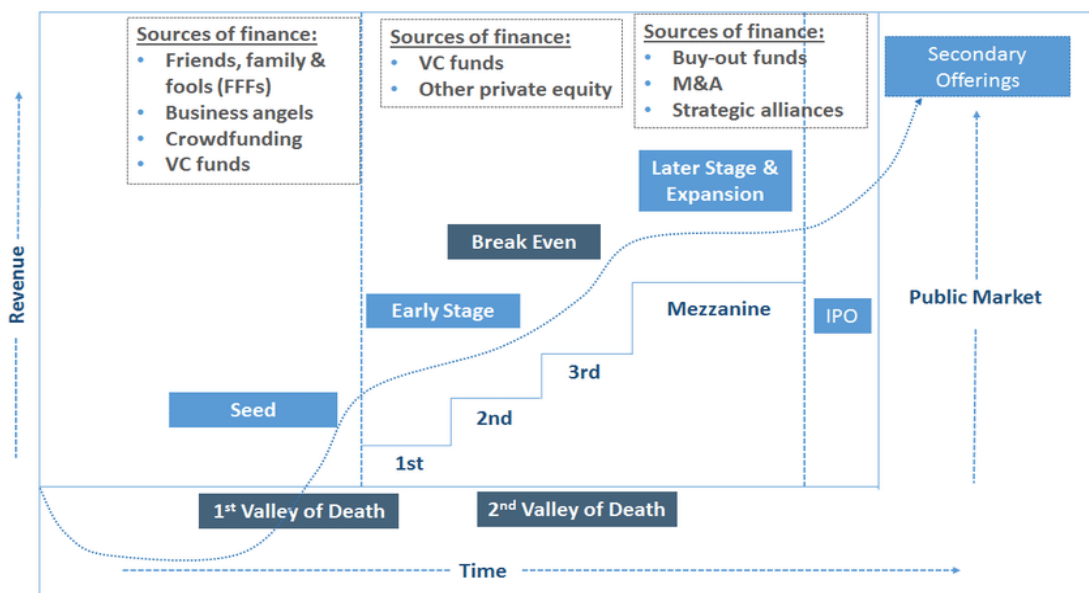 Sources of finance:
• Friends, family &
fools (FFFs)
• Business angels
• Crowdfunding
• VC funds
Sources of finance:
• VC funds
• Other private equity
Sources of finance:
• Buy-out funds
• M&A
• Strategic alliances
Secondary
Offerings
Later Stage &
Expansion
Break Even
Early Stage
Mezzanine
IPO
Public Market
Revenue
3rd
Seed
2nd
1st
1st Valley of Death
2nd Valley of Death
Time